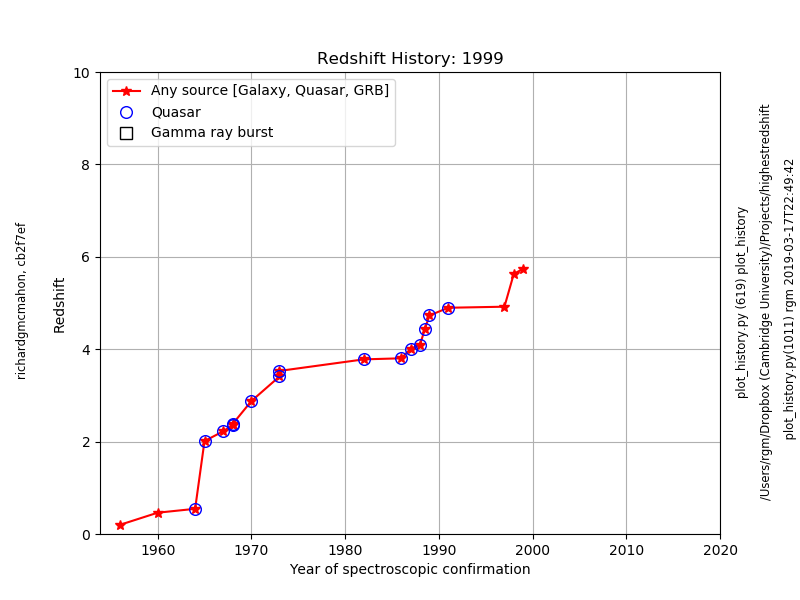 Redshift History: 1999
Any source [Galaxy, Quasar, GRB]
Quasar
Gamma ray burst
10
8
6
4
2
0
Redshift
1960
1970
1980
1990
2000
2010
2020
Year of spectroscopic confirmation
richardgmcmahon, cb2f7ef
plot_history.py (619) plot_history
/Users/rgm/Dropbox (Cambridge University)/Projects/highestredshift
plot_history.py(1011) rgm 2019-03-17T22:49:42